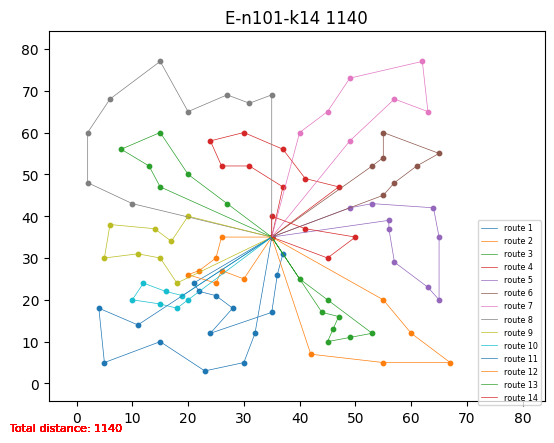 E-n101-k14 1140
80
70
60
50
40
30
20
10
0
route 1
route 2
route 3
route 4
route 5
route 6
route 7
route 8
route 9
route 10
route 11
route 12
route 13
route 14
0 10 20 30 40 50 60 70 80
Total distance: 1140